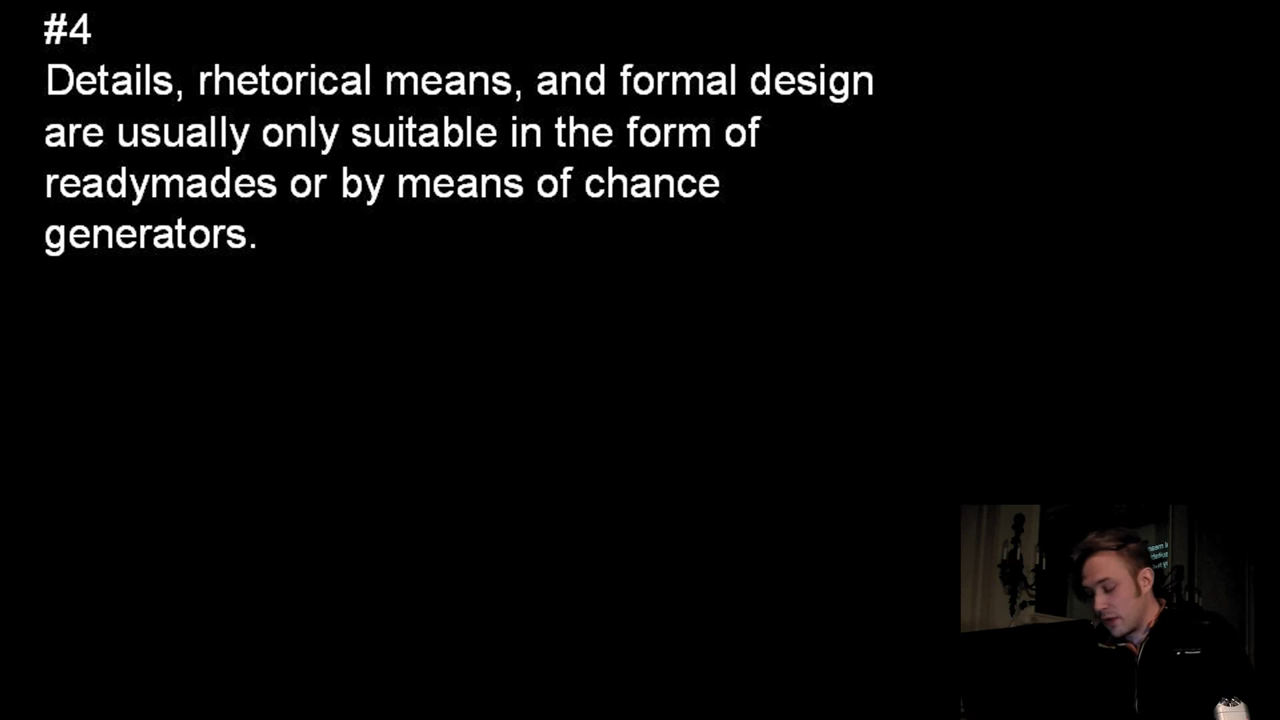 #4
Details, rhetorical means, and formal design
are usually only suitable in the form of
readymades or by means of chance
generators.